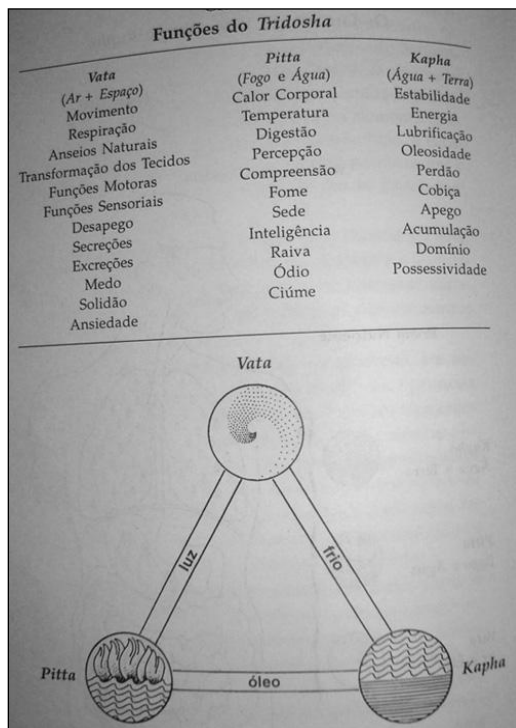 Funções do Tridosha
Vata
(Ar + Espaço)
Movimento
Respiração
Anseios Naturais
Transformação dos Tecidos
Funções Motoras
Funções Sensoriais
Desapego
Secreções
Excreções
Medo
Solidão
Ansiedade
Pitta
(Fogo e Água)
Calor Corporal
Temperatura
Digestão
Percepção
Compreensão
Fome
Sede
Inteligência
Raiva
Ódio
Ciúme
Kapha
(Água + Terra)
Estabilidade
Energia
Lubrificação
Oleosidade
Perdão
Cobiça
Apego
Acumulação
Domínio
Possessividade
Vata
luz
frio
Pitta
óleo
Kapha